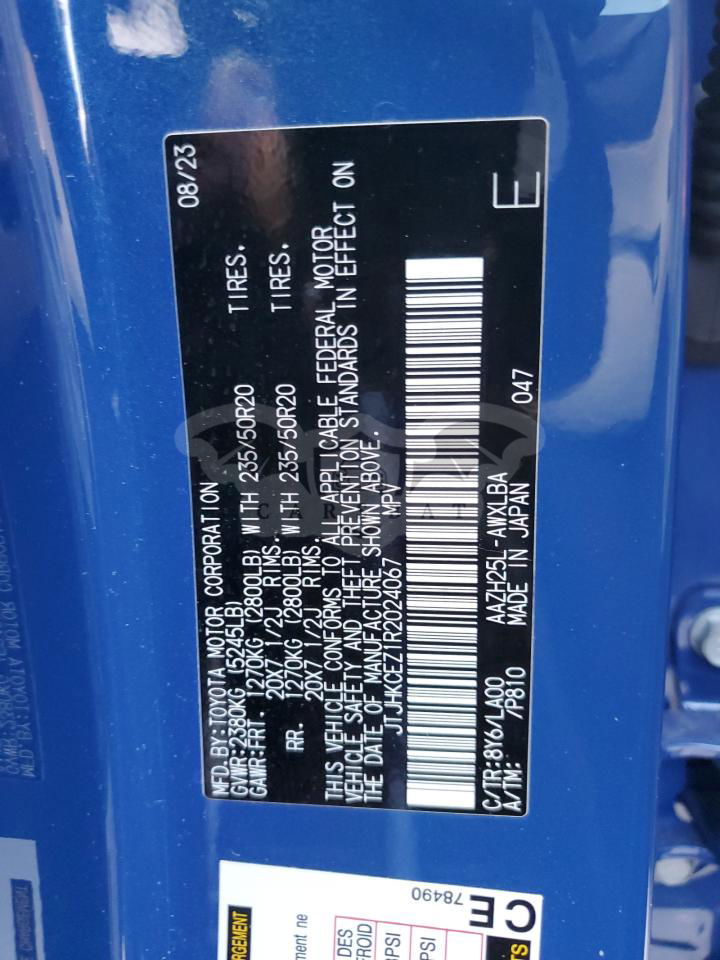 08/23
MFD.BY:TOYOTA MOTOR CORPORATION
GVWR:2380KG (5245LB)
GAWR:FRT. 1270KG (2800LB) WITH 235/50R20 TIRES.
20X7 1/2J RIMS.
RR. 1270KG (2800LB) WITH 235/50R20 TIRES.
20X7 1/2J RIMS.
THIS VEHICLE CONFORMS TO ALL APPLICABLE FEDERAL MOTOR
VEHICLE SAFETY AND THEFT PREVENTION STANDARDS IN EFFECT ON
THE DATE OF MANUFACTURE SHOWN ABOVE.
JTJHKCEZ1R2024067 MPV
C/TR:8Y6/LA00 AAZH25L-AWXLBA 047 E
A/TM: /P810 MADE IN JAPAN
78490
CE
DES
PSI
PSI